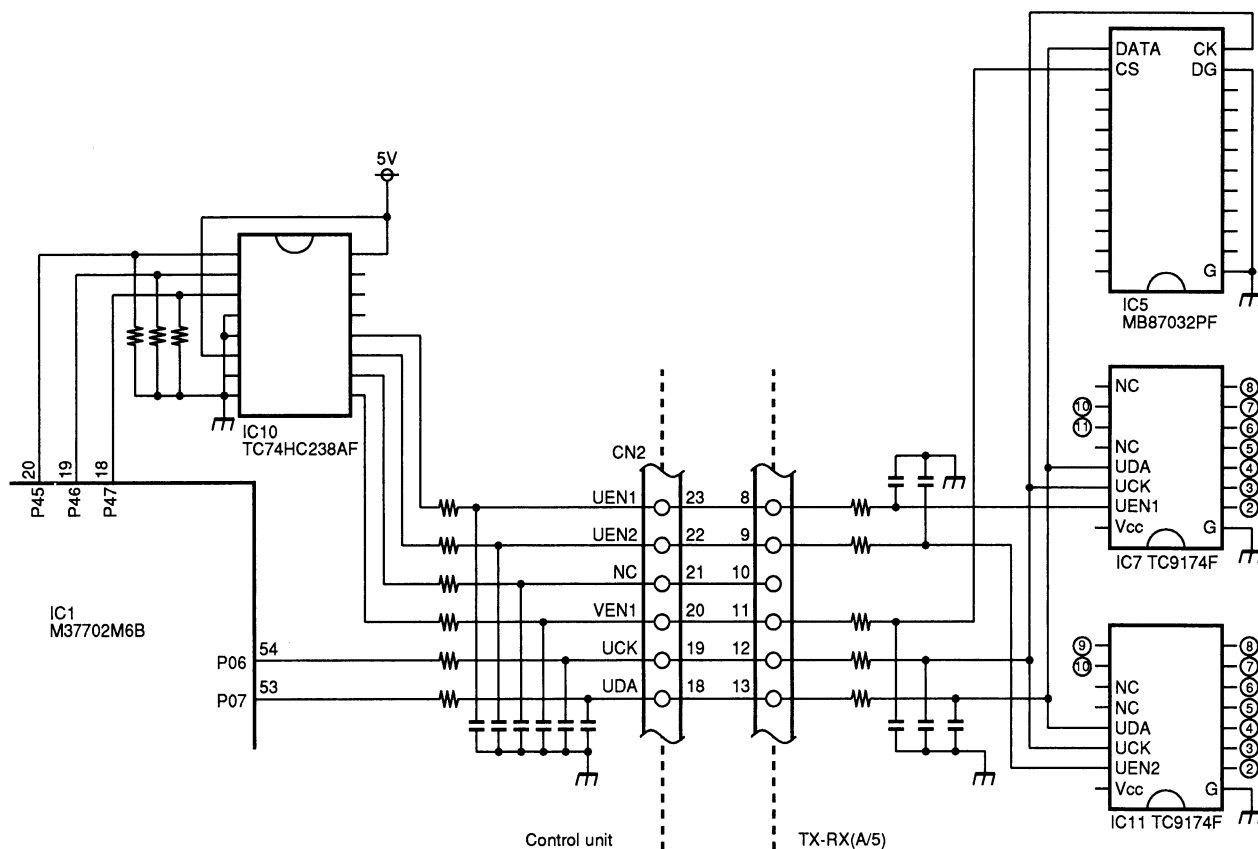 DATA CK
CS DG
G
IC5
MB87032PF
5V
IC10
TC74HC238AF
20 19 18
P45 P46 P47
NC 8
10 7
11 6
NC 5
UDA 4
UCK 3
UEN1 2
Vcc G
IC7 TC9174F
CN2
UEN1 23 8
UEN2 22 9
NC 21 10
VEN1 20 11
UCK 19 12
UDA 18 13
IC1
M37702M6B
P06 54
P07 53
9 8
10 7
NC 6
NC 5
UDA 4
UCK 3
UEN2 2
Vcc G
IC11 TC9174F
Control unit TX-RX(A/5)